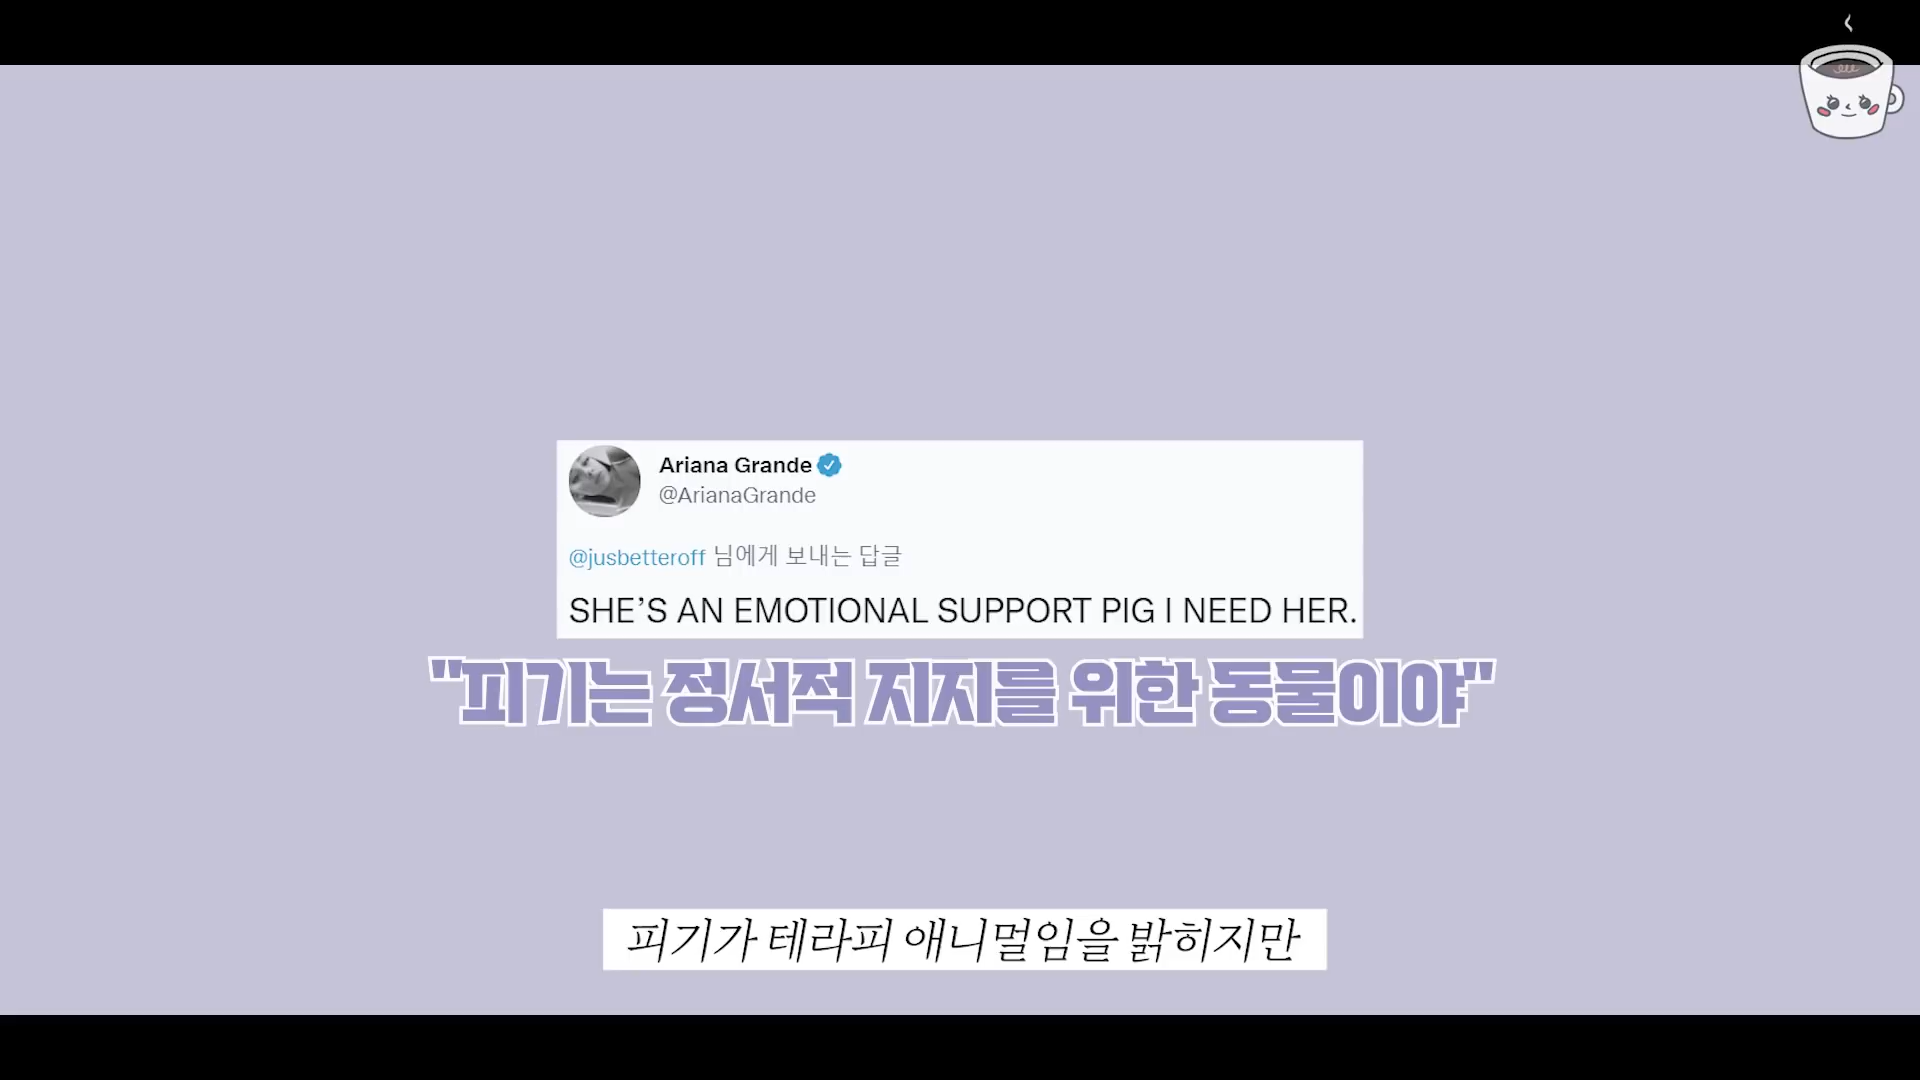 Ariana Grande
@ArianaGrande
@jusbetteroff 님에게 보내는 답글
SHE’S AN EMOTIONAL SUPPORT PIG I NEED HER.
"피기는 정서적 지지를 위한 동물이야"
피기가 테라피 애니멀임을 밝히지만